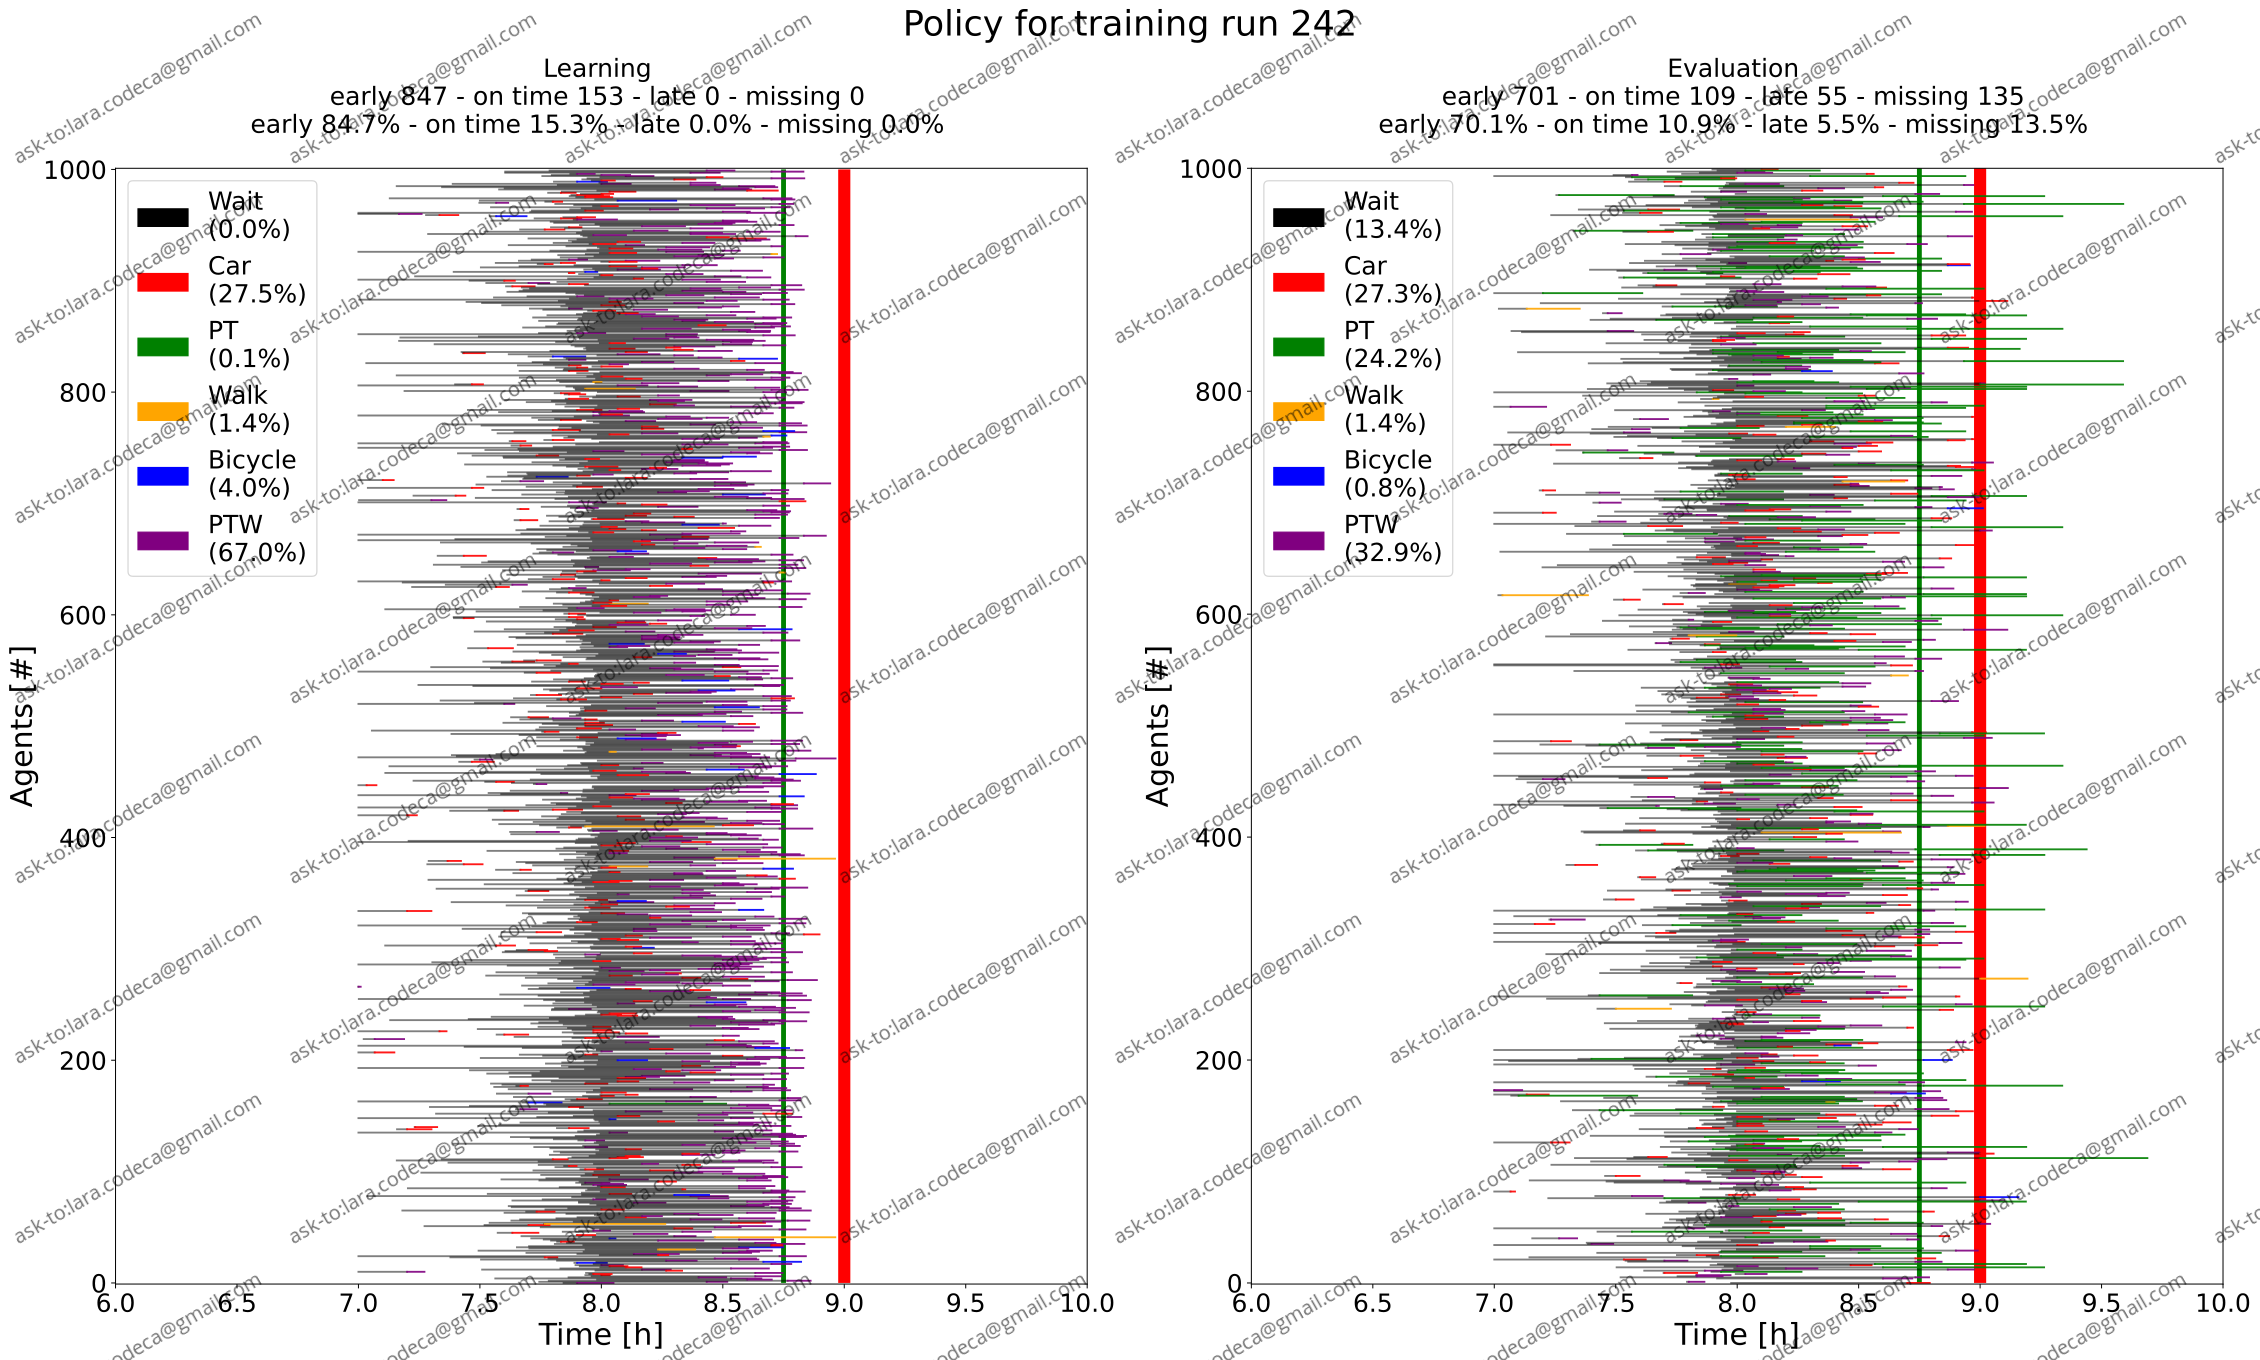 Policy for training run 242
Learning
early 847 - on time 153 - late 0 - missing 0
early 84.7% - on time 15.3% - late 0.0% - missing 0.0%
Wait
(0.0%)
Car
(27.5%)
PT
(0.1%)
Walk
(1.4%)
Bicycle
(4.0%)
PTW
(67.0%)
1000
800
600
400
200
0
Agents [#]
6.0 6.5 7.0 7.5 8.0 8.5 9.0 9.5 10.0
Time [h]
Evaluation
early 701 - on time 109 - late 55 - missing 135
early 70.1% - on time 10.9% - late 5.5% - missing 13.5%
Wait
(13.4%)
Car
(27.3%)
PT
(24.2%)
Walk
(1.4%)
Bicycle
(0.8%)
PTW
(32.9%)
1000
800
600
400
200
0
Agents [#]
6.0 6.5 7.0 7.5 8.0 8.5 9.0 9.5 10.0
Time [h]
ask-to:lara.codeca@gmail.com